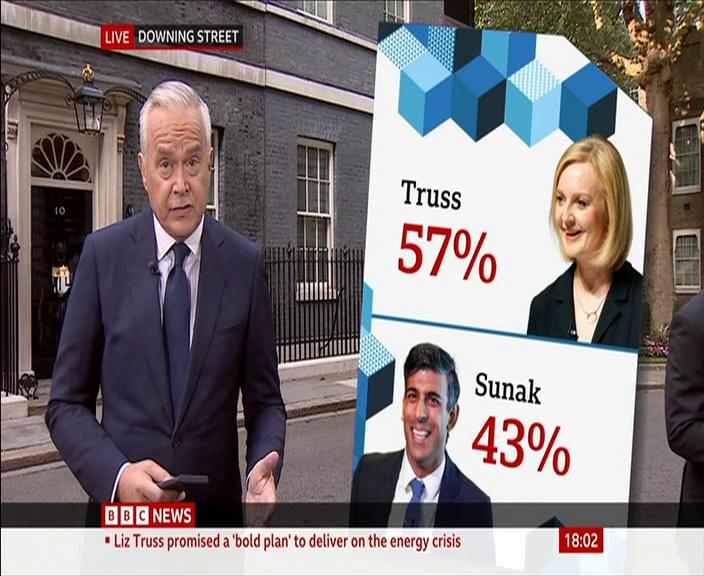 LIVE DOWNING STREET
10
Truss
57%
Sunak
43%
BBC NEWS
Liz Truss promised a 'bold plan' to deliver on the energy crisis
18:02